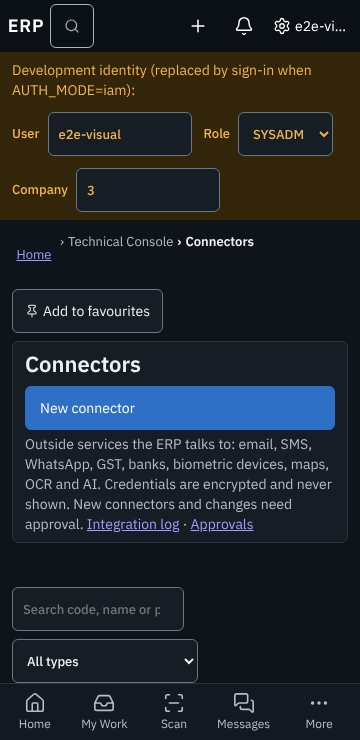 ERP
e2e-vi...
Development identity (replaced by sign-in when
AUTH_MODE=iam):
User e2e-visual Role SYSADM
Company 3
Home › Technical Console › Connectors
Add to favourites
Connectors
New connector
Outside services the ERP talks to: email, SMS,
WhatsApp, GST, banks, biometric devices, maps,
OCR and AI. Credentials are encrypted and never
shown. New connectors and changes need
approval. Integration log · Approvals
Search code, name or p
All types
Home My Work Scan Messages More